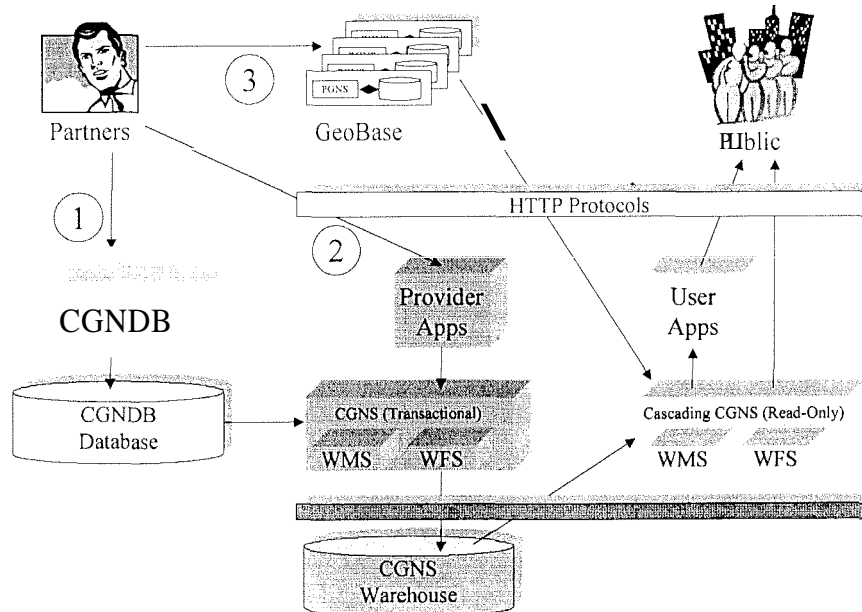 PGNS
3
Partners
GeoBase
Public
1
HTTP Protocols
2
CGNDB
Provider
Apps
User
Apps
CGNDB
Database
CGNS (Transactional)
WMS
WFS
Cascading CGNS (Read-Only)
WMS
WFS
CGNS
Warehouse